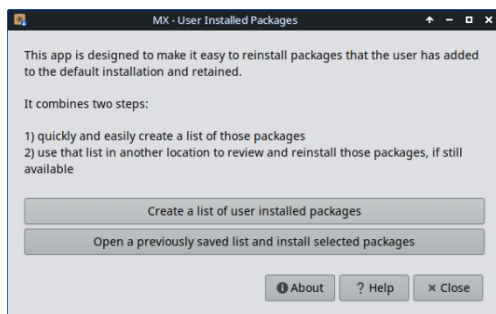 MX - User Installed Packages
This app is designed to make it easy to reinstall packages that the user has added
to the default installation and retained.
It combines two steps:
1) quickly and easily create a list of those packages
2) use that list in another location to review and reinstall those packages, if still
available
Create a list of user installed packages
Open a previously saved list and install selected packages
About ? Help × Close